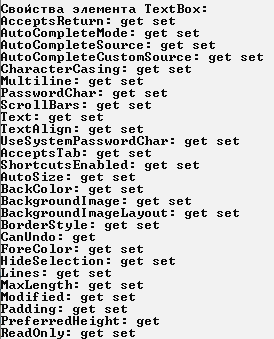 Свойства элемента TextBox:
AcceptsReturn: get set
AutoCompleteMode: get set
AutoCompleteSource: get set
AutoCompleteCustomSource: get set
CharacterCasing: get set
Multiline: get set
PasswordChar: get set
ScrollBars: get set
Text: get set
TextAlign: get set
UseSystemPasswordChar: get set
AcceptsTab: get set
ShortcutsEnabled: get set
AutoSize: get set
BackColor: get set
BackgroundImage: get set
BackgroundImageLayout: get set
BorderStyle: get set
CanUndo: get
ForeColor: get set
HideSelection: get set
Lines: get set
MaxLength: get set
Modified: get set
Padding: get set
PreferredHeight: get
ReadOnly: get set